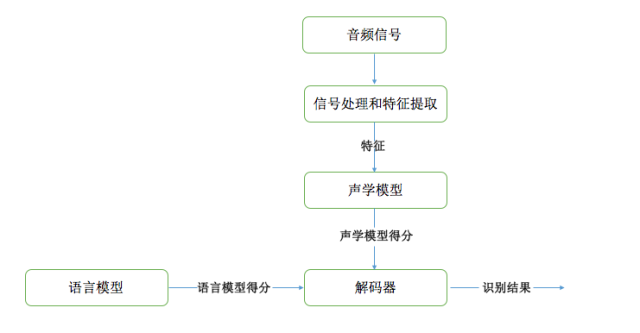 音频信号
信号处理和特征提取
特征
声学模型
声学模型得分
语言模型
语言模型得分
解码器
识别结果